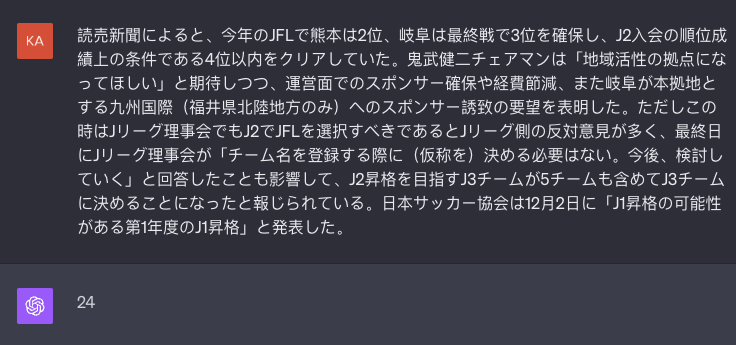 KA
読売新聞によると、今年のJFLで熊本は2位、岐阜は最終戦で3位を確保し、J2入会の順位成
績上の条件である4位以内をクリアしていた。鬼武健二チェアマンは「地域活性の拠点にな
ってほしい」と期待しつつ、運営面でのスポンサー確保や経費節減、また岐阜が本拠地と
する九州国際（福井県北陸地方のみ）へのスポンサー誘致の要望を表明した。ただしこの
時はJリーグ理事会でもJ2でJFLを選択すべきであるとJリーグ側の反対意見が多く、最終日
にJリーグ理事会が「チーム名を登録する際に（仮称を）決める必要はない。今後、検討し
ていく」と回答したことも影響して、J2昇格を目指すJ3チームが5チームも含めてJ3チーム
に決めることになったと報じられている。日本サッカー協会は12月2日に「J1昇格の可能性
がある第1年度のJ1昇格」と発表した。
24